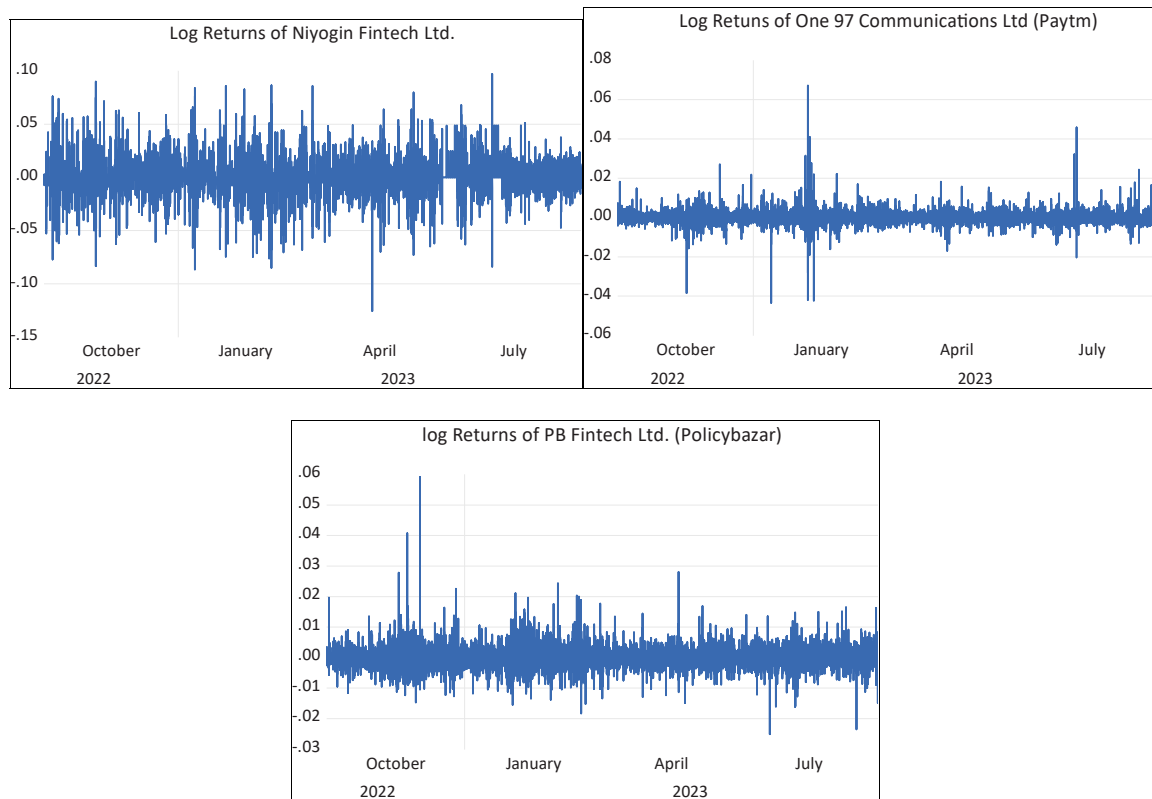 Log Returns of Niyogin Fintech Ltd.
.10
.05
.00
-.05
-.10
-.15
October
January
April
July
2022
2023
Log Retuns of One 97 Communications Ltd (Paytm)
.08
.06
.04
.02
.00
-.02
-.04
-.06
October
January
April
July
2022
2023
log Returns of PB Fintech Ltd. (Policybazar)
.06
.05
.04
.03
.02
.01
.00
-.01
-.02
-.03
October
January
April
July
2022
2023